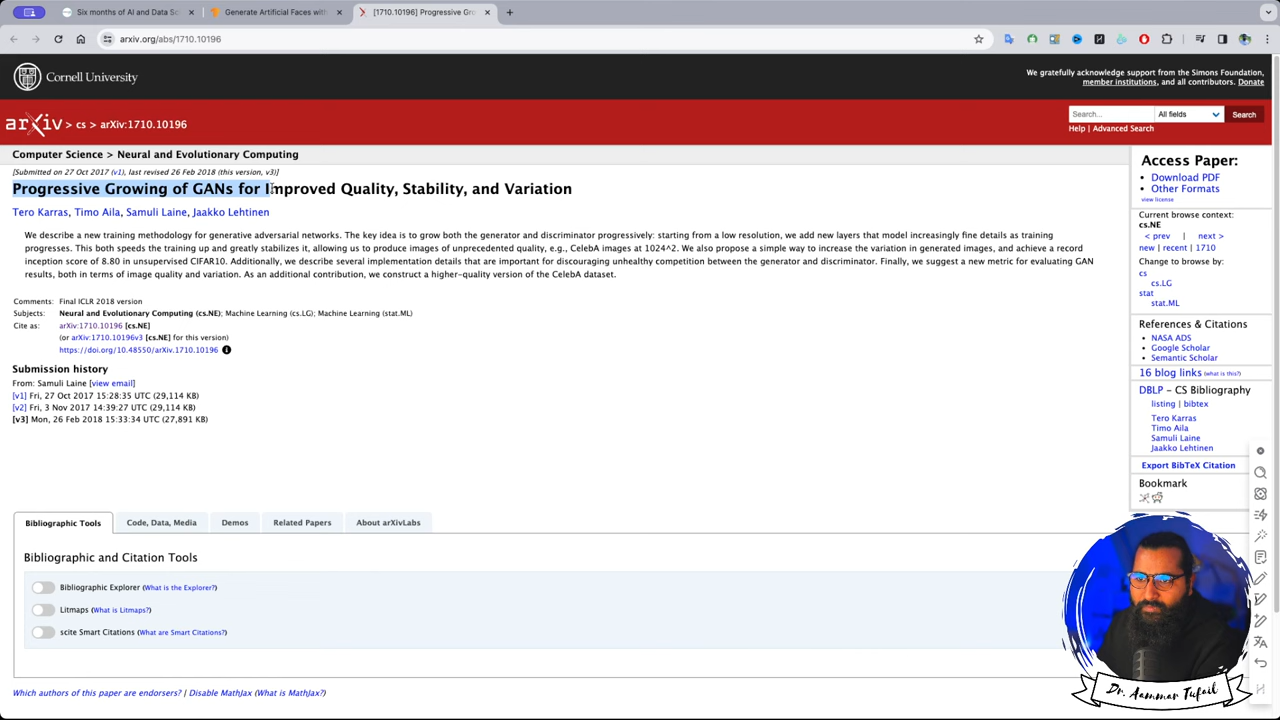 Six months of AI and Data Sc
Generate Artificial Faces with
[1710.10196] Progressive Gro
arxiv.org/abs/1710.10196
Cornell University
We gratefully acknowledge support from the Simons Foundation,
member institutions, and all contributors. Donate
arXiv > cs > arXiv:1710.10196
Search...
All fields
Search
Help | Advanced Search
Computer Science > Neural and Evolutionary Computing
[Submitted on 27 Oct 2017 (v1), last revised 26 Feb 2018 (this version, v3)]
Progressive Growing of GANs for Improved Quality, Stability, and Variation
Tero Karras, Timo Aila, Samuli Laine, Jaakko Lehtinen
We describe a new training methodology for generative adversarial networks. The key idea is to grow both the generator and discriminator progressively: starting from a low resolution, we add new layers that model increasingly fine details as training
progresses. This both speeds the training up and greatly stabilizes it, allowing us to produce images of unprecedented quality, e.g., CelebA images at 1024^2. We also propose a simple way to increase the variation in generated images, and achieve a record
inception score of 8.80 in unsupervised CIFAR10. Additionally, we describe several implementation details that are important for discouraging unhealthy competition between the generator and discriminator. Finally, we suggest a new metric for evaluating GAN
results, both in terms of image quality and variation. As an additional contribution, we construct a higher-quality version of the CelebA dataset.
Comments: Final ICLR 2018 version
Subjects: Neural and Evolutionary Computing (cs.NE); Machine Learning (cs.LG); Machine Learning (stat.ML)
Cite as: arXiv:1710.10196 [cs.NE]
(or arXiv:1710.10196v3 [cs.NE] for this version)
https://doi.org/10.48550/arXiv.1710.10196
Submission history
From: Samuli Laine [view email]
[v1] Fri, 27 Oct 2017 15:28:35 UTC (29,114 KB)
[v2] Fri, 3 Nov 2017 14:39:27 UTC (29,114 KB)
[v3] Mon, 26 Feb 2018 15:33:34 UTC (27,891 KB)
Access Paper:
Download PDF
Other Formats
view license
Current browse context:
cs.NE
< prev | next >
new | recent | 1710
Change to browse by:
cs
cs.LG
stat
stat.ML
References & Citations
NASA ADS
Google Scholar
Semantic Scholar
16 blog links (what is this?)
DBLP - CS Bibliography
listing | bibtex
Tero Karras
Timo Aila
Samuli Laine
Jaakko Lehtinen
Export BibTeX Citation
Bookmark
Bibliographic Tools
Code, Data, Media
Demos
Related Papers
About arXivLabs
Bibliographic and Citation Tools
Bibliographic Explorer (What is the Explorer?)
Litmaps (What is Litmaps?)
scite Smart Citations (What are Smart Citations?)
Which authors of this paper are endorsers? | Disable MathJax (What is MathJax?)
Dr. Aammar Tufail